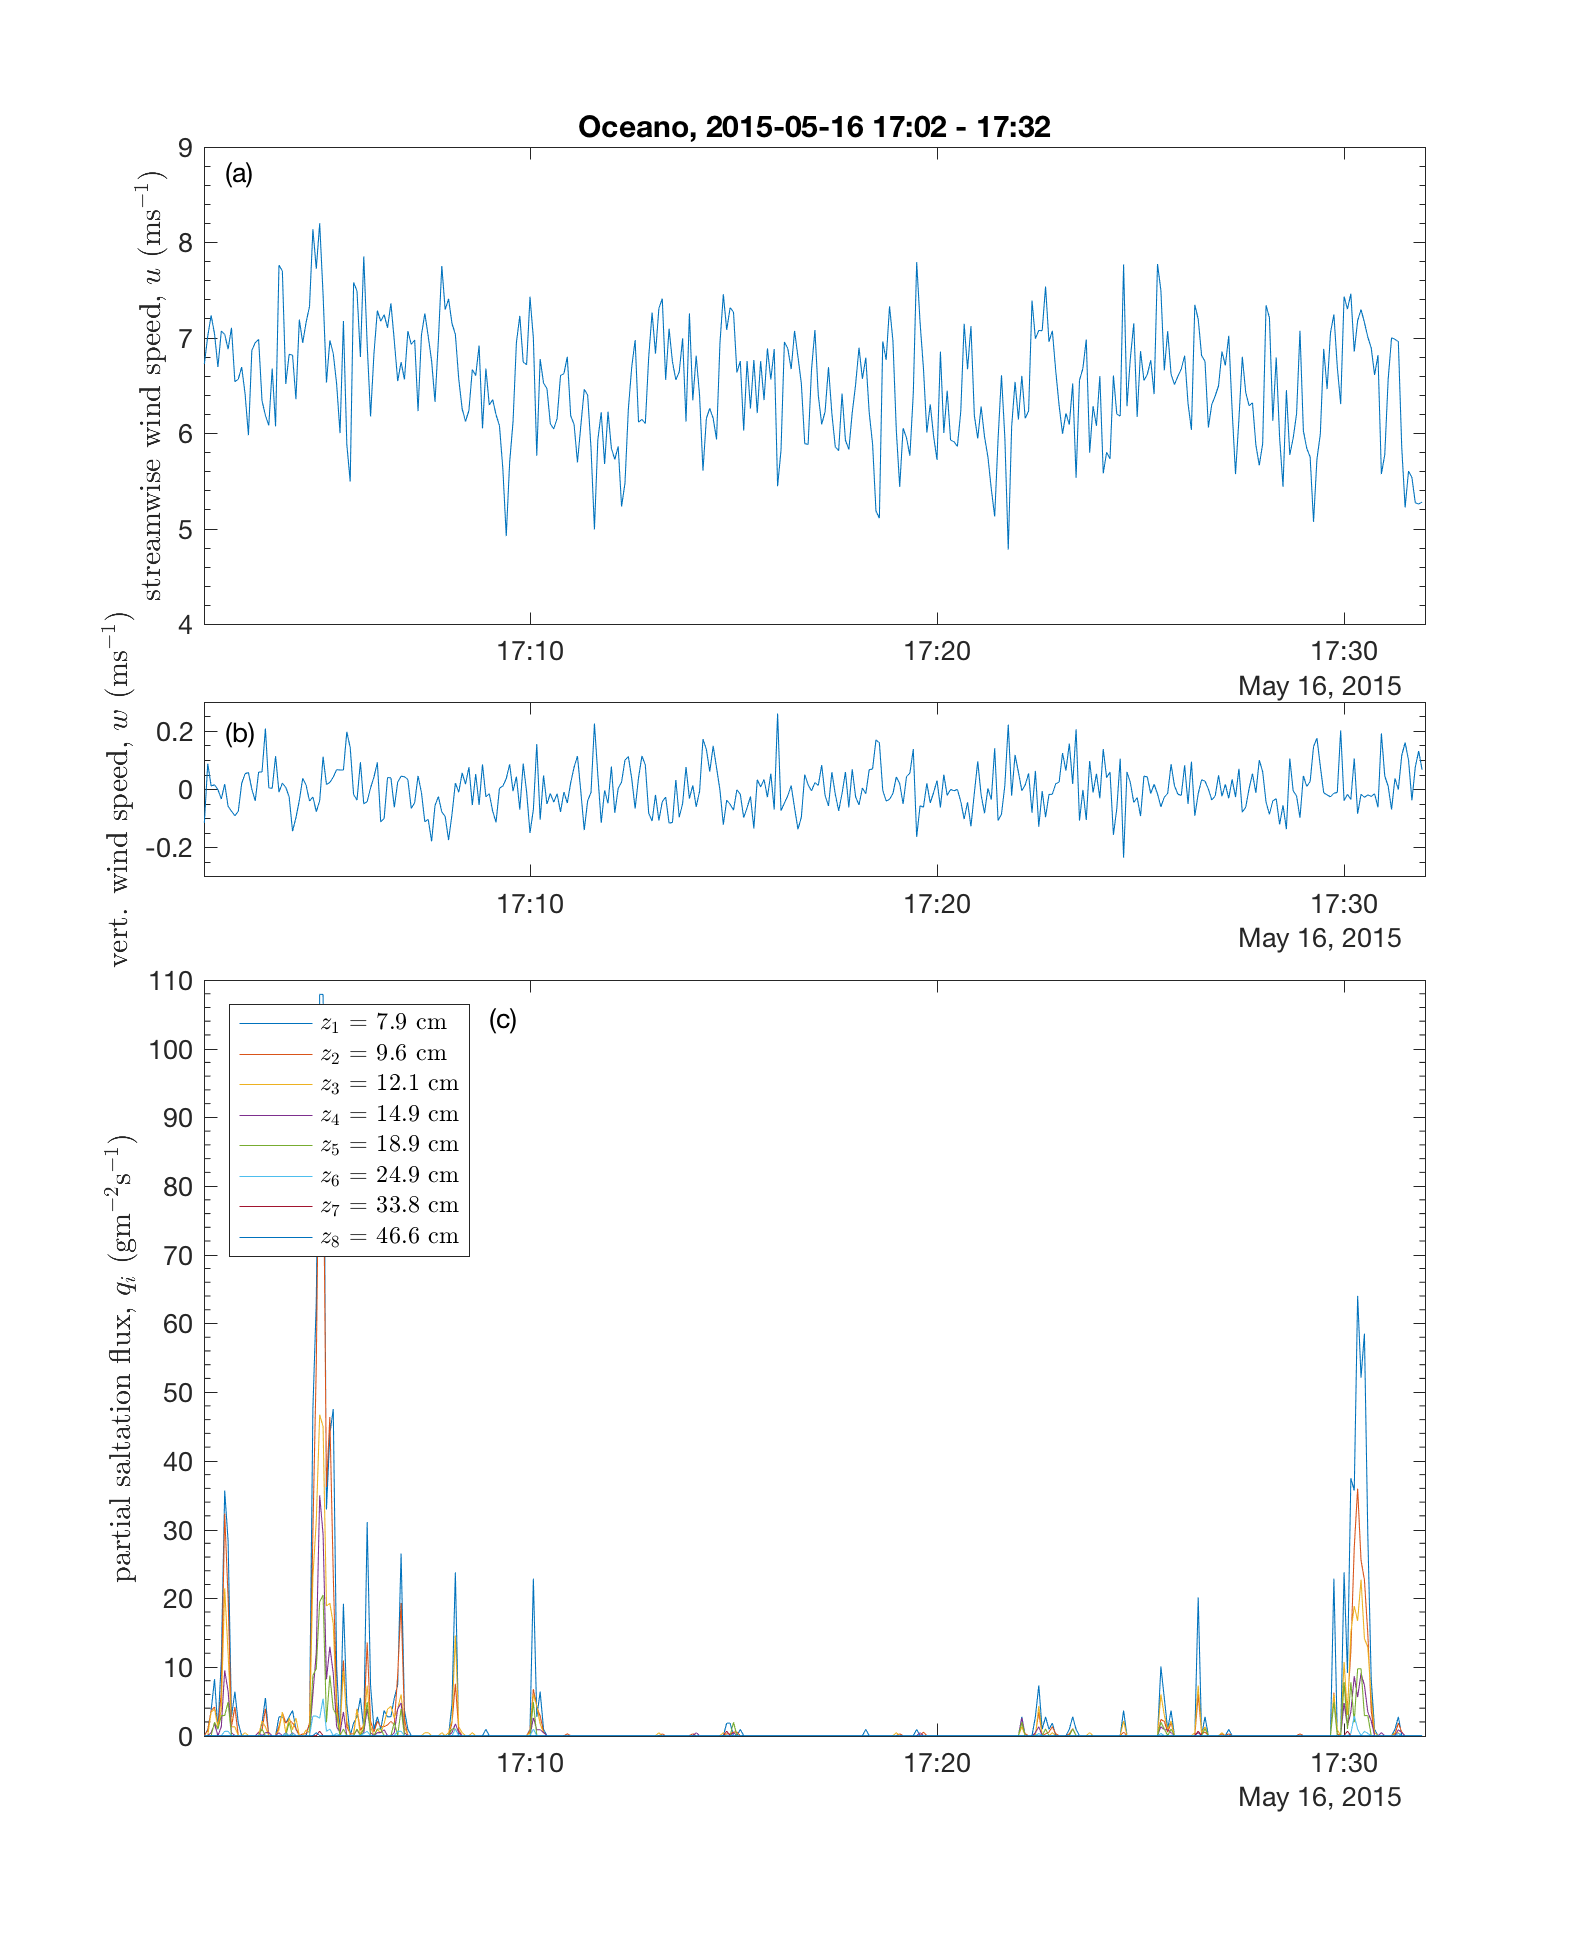 Oceano, 2015-05-16 17:02 - 17:32
(a)
streamwise wind speed, u (ms⁻¹)
9
8
7
6
5
4
17:10 17:20 17:30
May 16, 2015
(b)
vert. wind speed, w (ms⁻¹)
0.2
0
-0.2
17:10 17:20 17:30
May 16, 2015
(c)
partial saltation flux, qᵢ (gm⁻²s⁻¹)
110
100
90
80
70
60
50
40
30
20
10
0
z₁ = 7.9 cm
z₂ = 9.6 cm
z₃ = 12.1 cm
z₄ = 14.9 cm
z₅ = 18.9 cm
z₆ = 24.9 cm
z₇ = 33.8 cm
z₈ = 46.6 cm
17:10 17:20 17:30
May 16, 2015